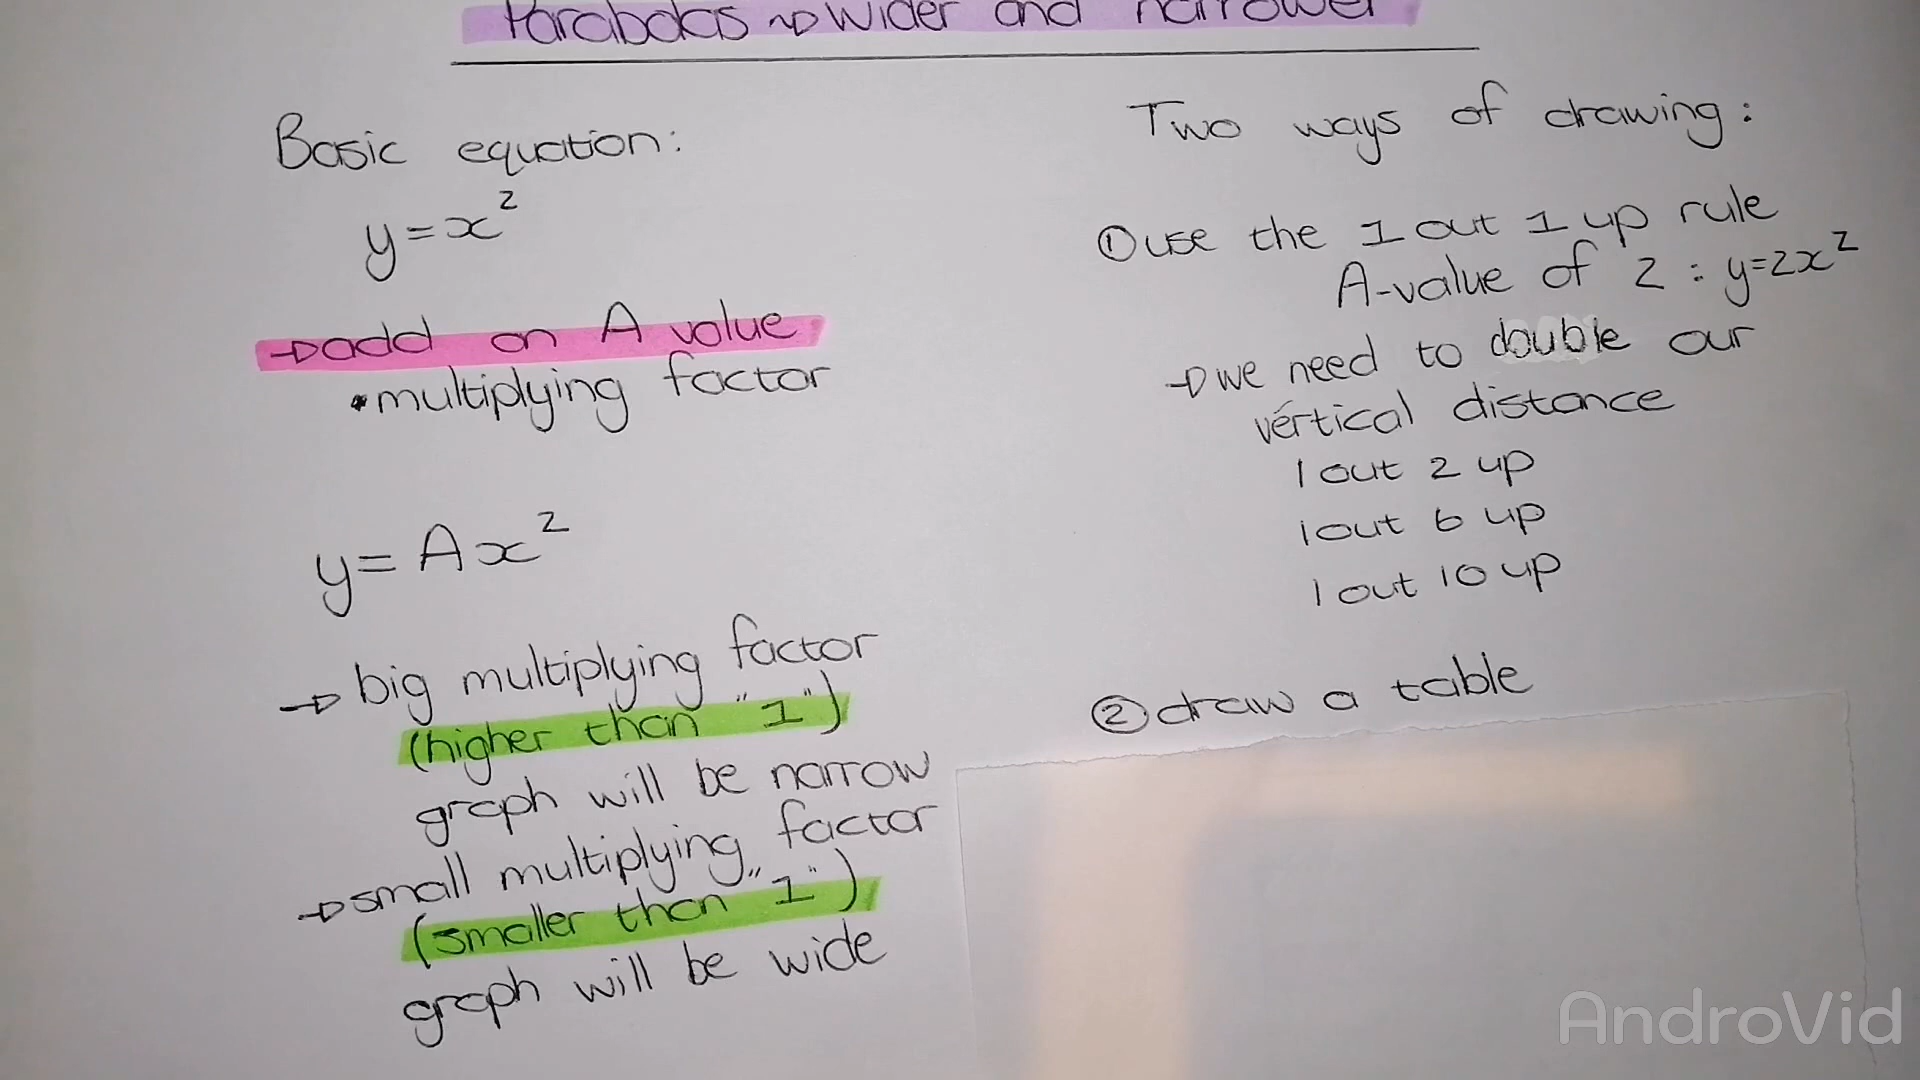 Parabolas → wider and narrower
Basic equation:
y=x²
→ add on A value
• multiplying factor
y=Ax²
→ big multiplying factor
(higher than "1")
graph will be narrow
→ small multiplying factor
(smaller than "1")
graph will be wide
Two ways of drawing:
① use the 1 out 1 up rule
A-value of 2 : y=2x²
→ we need to double our
vertical distance
1 out 2 up
1 out 6 up
1 out 10 up
② draw a table
AndroVid